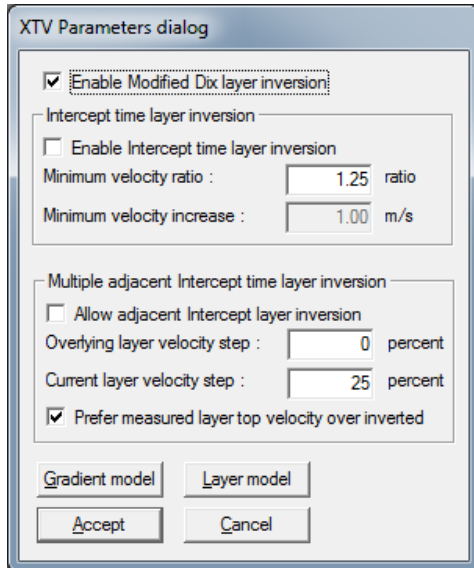 XTV Parameters dialog
Enable Modified Dix layer inversion
Intercept time layer inversion
Enable Intercept time layer inversion
Minimum velocity ratio : 1.25 ratio
Minimum velocity increase : 1.00 m/s
Multiple adjacent Intercept time layer inversion
Allow adjacent Intercept layer inversion
Overlying layer velocity step : 0 percent
Current layer velocity step : 25 percent
Prefer measured layer top velocity over inverted
Gradient model Layer model
Accept Cancel